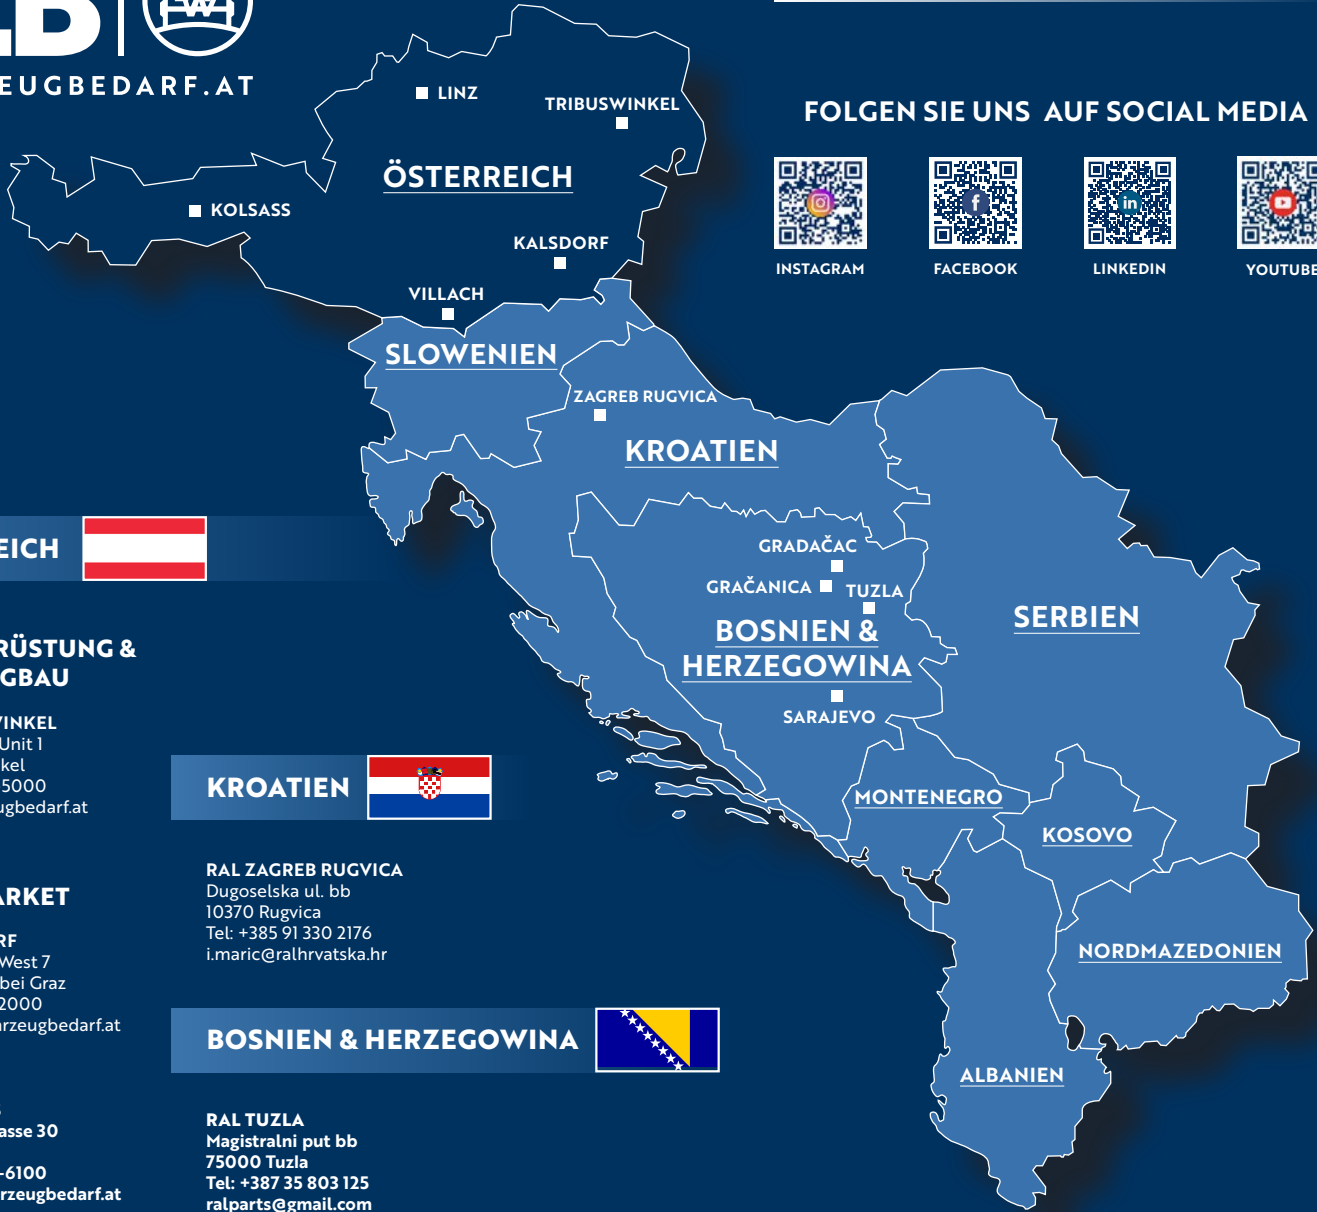 LB
EUGBEDARF.AT
LINZ
TRIBUSWINKEL
ÖSTERREICH
KOLSASS
KALSDORF
VILLACH
FOLGEN SIE UNS AUF SOCIAL MEDIA
INSTAGRAM
FACEBOOK
LINKEDIN
YOUTUBE
SLOWENIEN
ZAGREB RUGVICA
KROATIEN
GRADAČAC
GRAČANICA
TUZLA
BOSNIEN &
HERZEGOWINA
SARAJEVO
SERBIEN
MONTENEGRO
KOSOVO
NORDMAZEDONIEN
ALBANIEN
EICH
RÜSTUNG &
GBAU
VINKEL
Unit 1
kel
5000
ugbedarf.at
ARKET
RF
West 7
bei Graz
2000
arzeugbedarf.at
asse 30
-6100
rzeugbedarf.at
KROATIEN
RAL ZAGREB RUGVICA
Dugoselska ul. bb
10370 Rugvica
Tel: +385 91 330 2176
i.maric@ralhrvatska.hr
BOSNIEN & HERZEGOWINA
RAL TUZLA
Magistralni put bb
75000 Tuzla
Tel: +387 35 803 125
ralparts@gmail.com